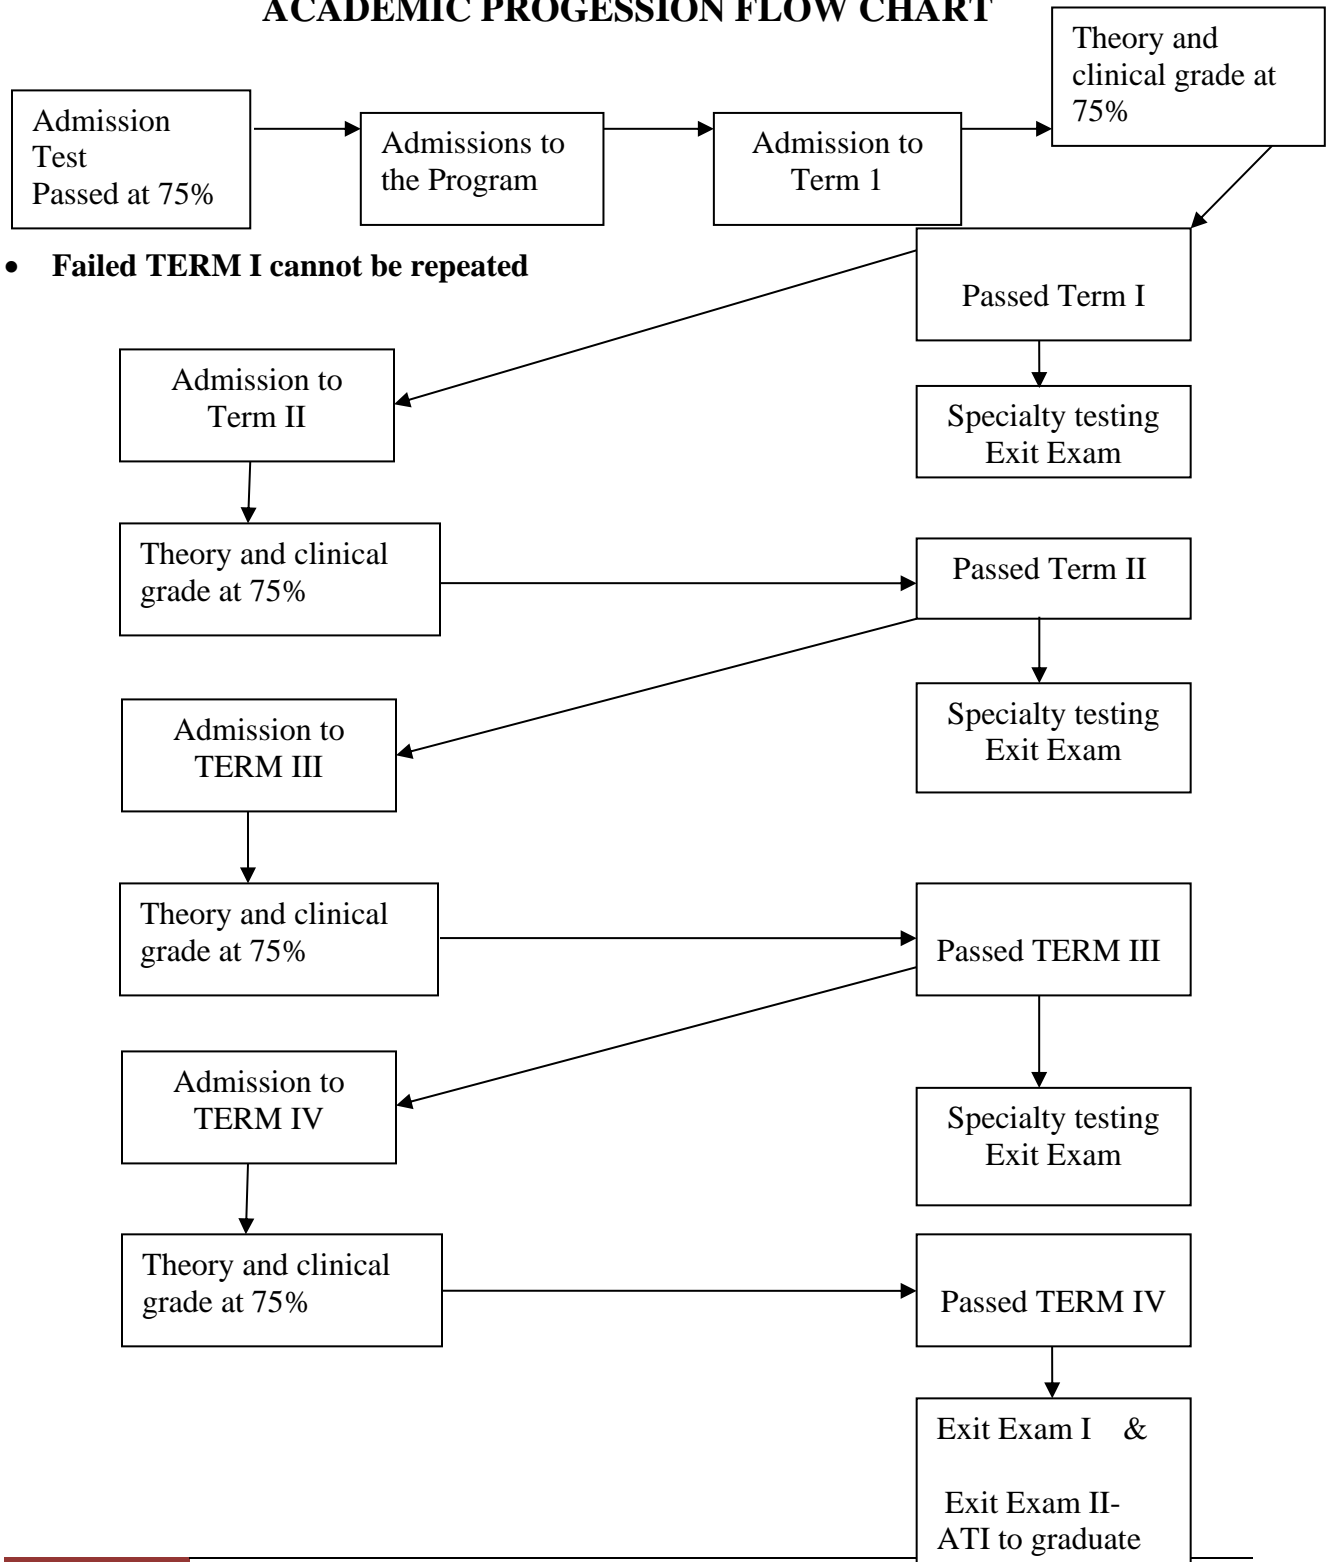 ACADEMIC PROGESSION FLOW CHART
Theory and
clinical grade at
75%
Admission
Test
Passed at 75%
Admissions to
the Program
Admission to
Term 1
• Failed TERM I cannot be repeated
Passed Term I
Admission to
Term II
Specialty testing
Exit Exam
Theory and clinical
grade at 75%
Passed Term II
Admission to
TERM III
Specialty testing
Exit Exam
Theory and clinical
grade at 75%
Passed TERM III
Admission to
TERM IV
Specialty testing
Exit Exam
Theory and clinical
grade at 75%
Passed TERM IV
Exit Exam I &
Exit Exam II-
ATI to graduate